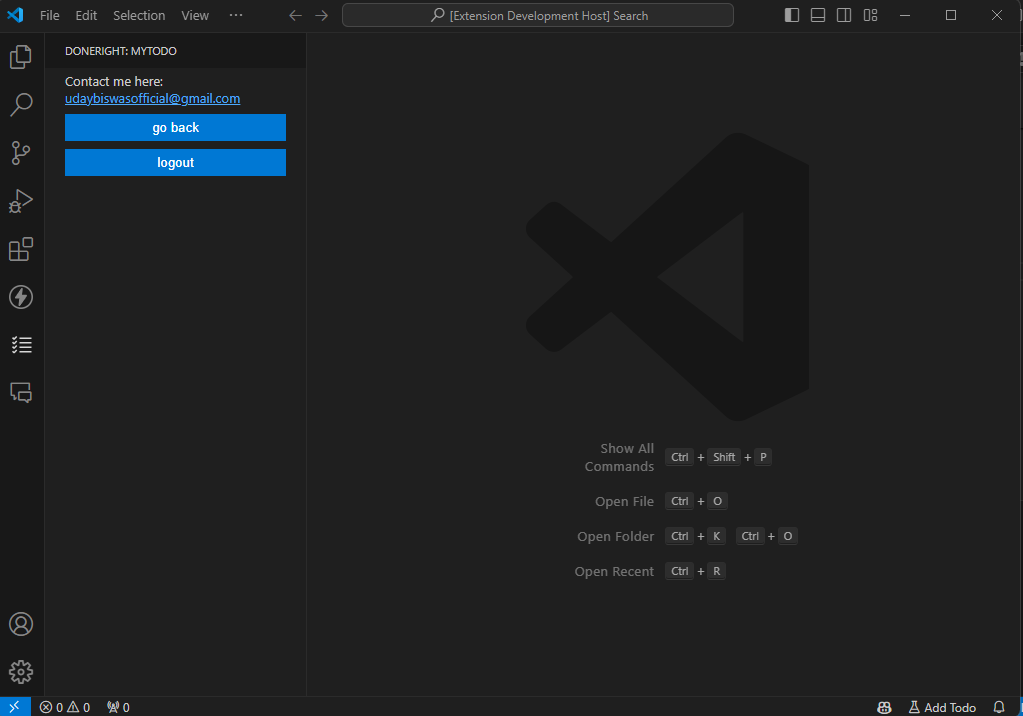 File Edit Selection View ··· [Extension Development Host] Search
DONERIGHT: MYTODO
Contact me here:
udaybiswasofficial@gmail.com
go back
logout
Show All
Commands Ctrl + Shift + P
Open File Ctrl + O
Open Folder Ctrl + K Ctrl + O
Open Recent Ctrl + R
0 0 0 Add Todo